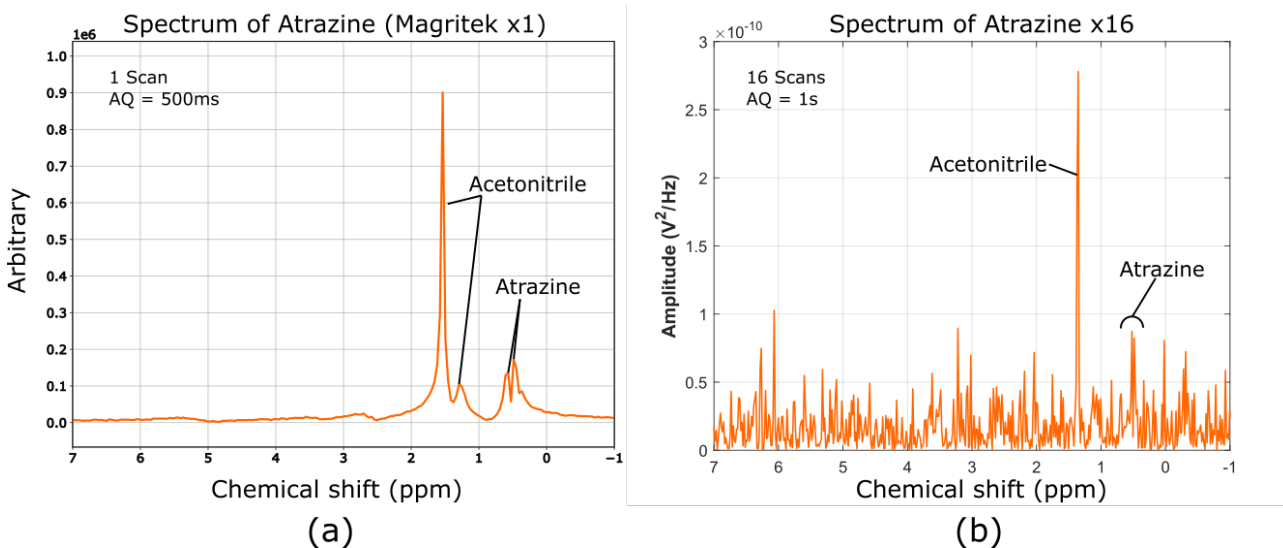 Spectrum of Atrazine (Magritek x1)
1e6
1 Scan
AQ = 500ms
1.0
0.9
0.8
0.7
0.6
0.5
0.4
0.3
0.2
0.1
0.0
Arbitrary
Acetonitrile
Atrazine
7 6 5 4 3 2 1 0 −1
Chemical shift (ppm)
(a)
Spectrum of Atrazine x16
×10-10
16 Scans
AQ = 1s
3
2.5
2
1.5
1
0.5
0
Amplitude (V²/Hz)
Acetonitrile
Atrazine
7 6 5 4 3 2 1 0 -1
Chemical shift (ppm)
(b)